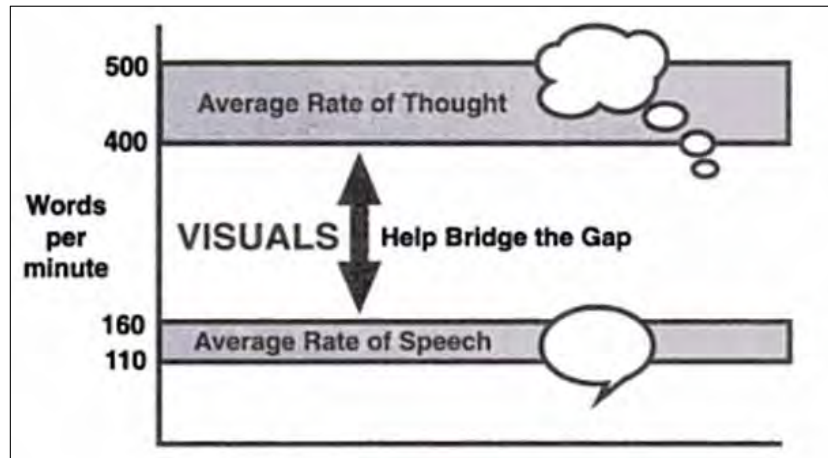 500
Average Rate of Thought
400
Words
per
minute
VISUALS Help Bridge the Gap
160
Average Rate of Speech
110